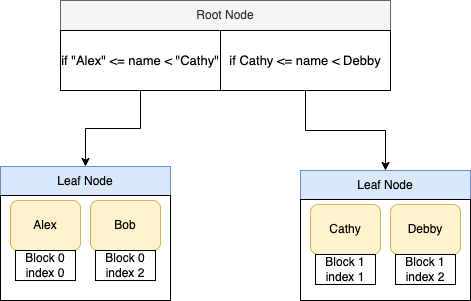 Root Node
if "Alex" <= name < "Cathy"
if Cathy <= name < Debby
Leaf Node
Alex
Bob
Block 0
index 0
Block 0
index 2
Leaf Node
Cathy
Debby
Block 1
index 1
Block 1
index 2